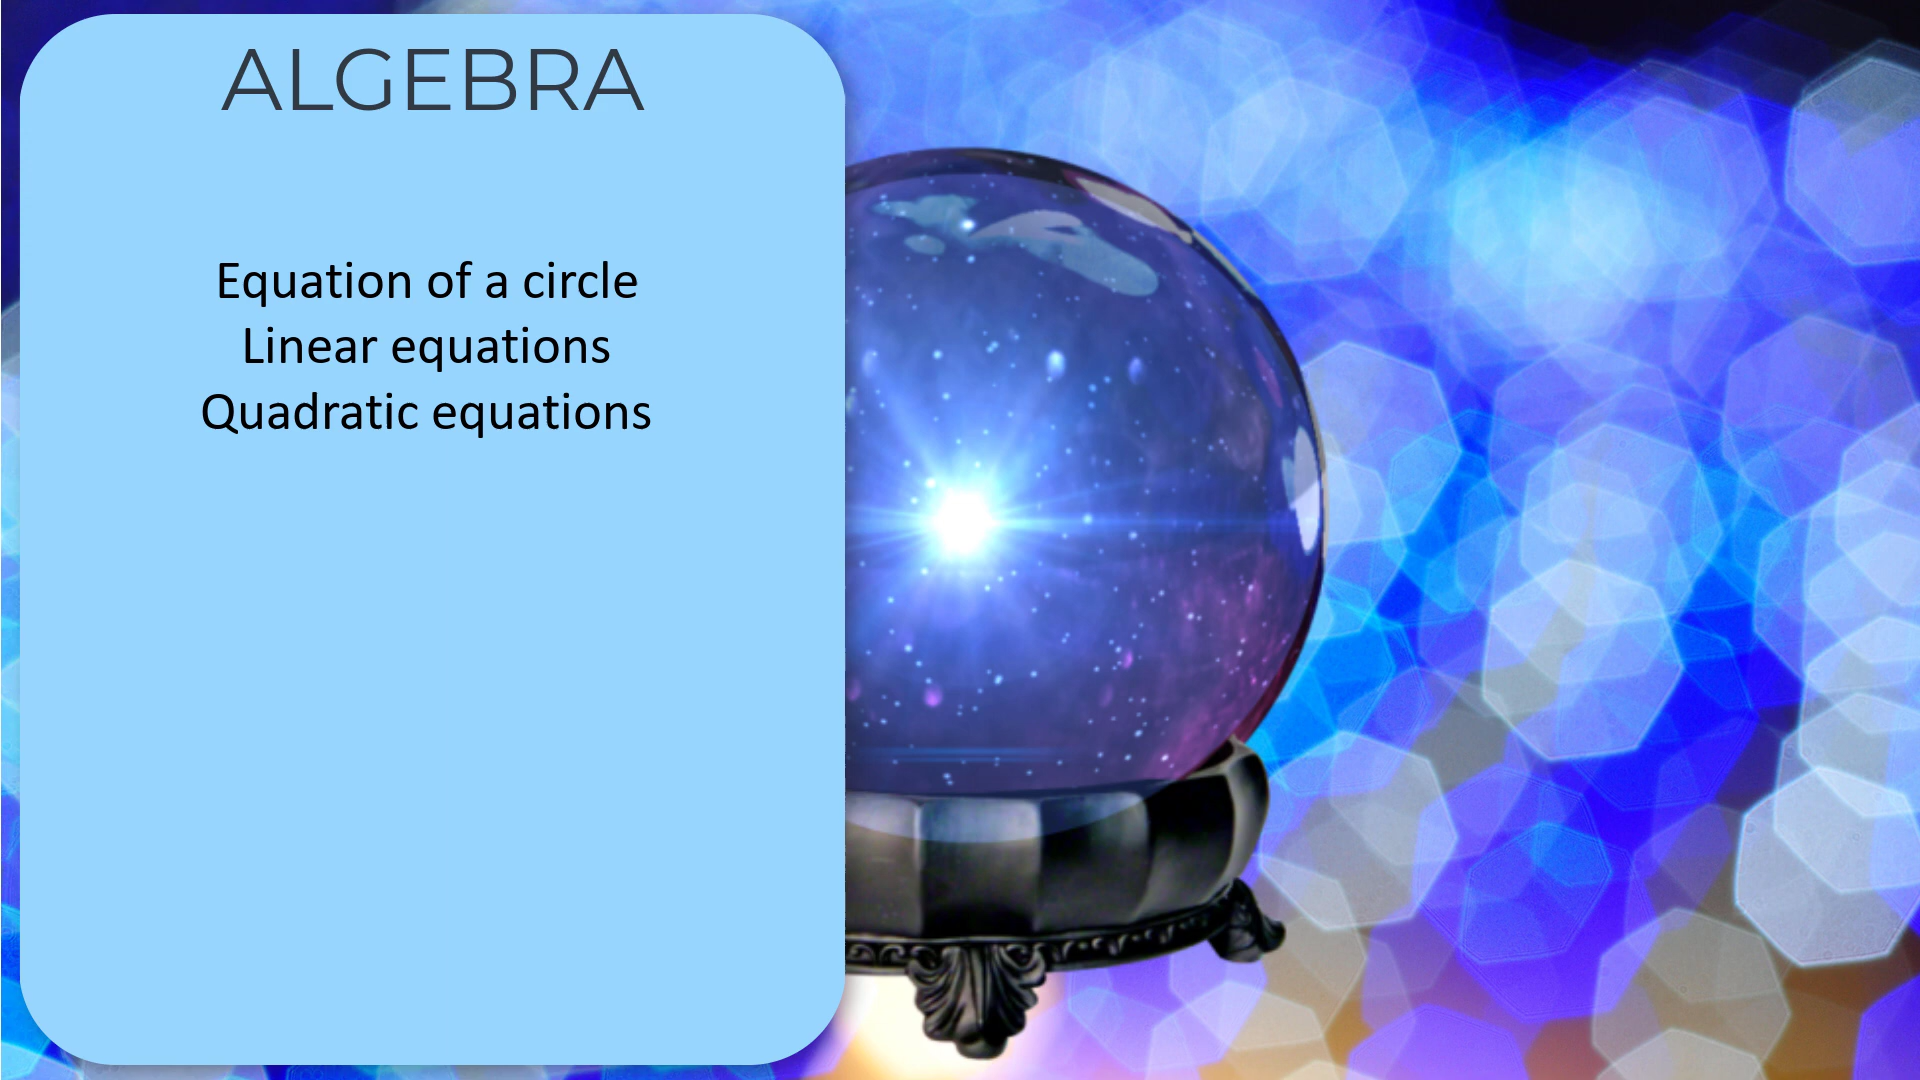 ALGEBRA
Equation of a circle
Linear equations
Quadratic equations